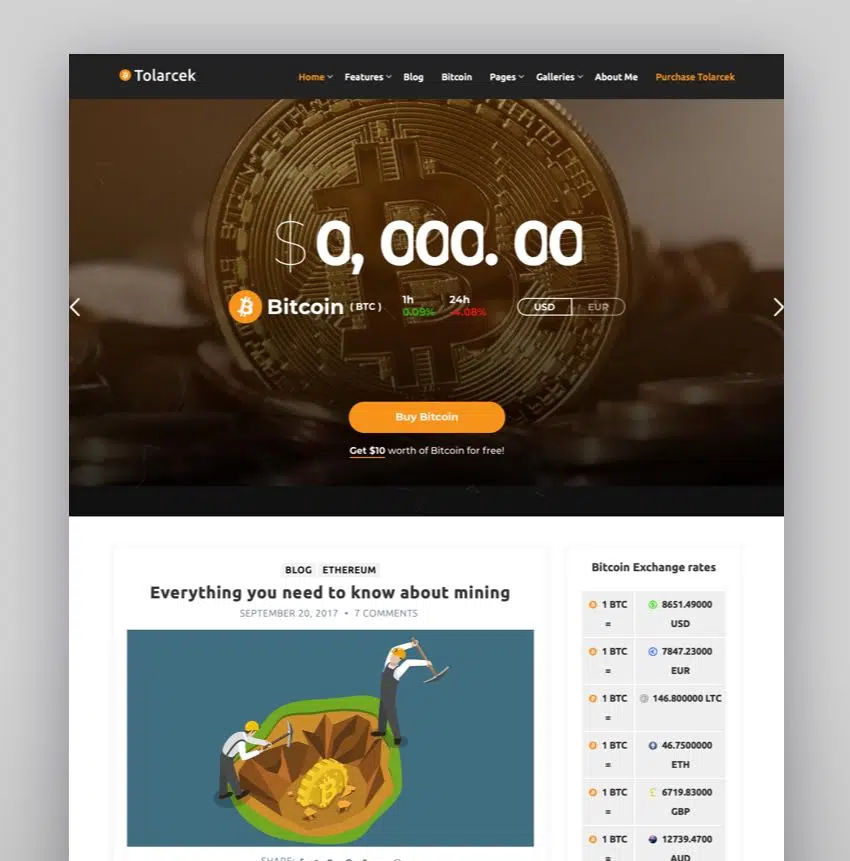 Tolarcek
Home Features Blog Bitcoin Pages Galleries About Me Purchase Tolarcek
$0,000.00
Bitcoin ( BTC )
1h 24h
0.09% -4.08%
USD EUR
Buy Bitcoin
Get $10 worth of Bitcoin for free!
BLOG ETHEREUM
Everything you need to know about mining
SEPTEMBER 20, 2017 • 7 COMMENTS
SHARE:
Bitcoin Exchange rates
1 BTC = 8651.49000 USD
1 BTC = 7847.23000 EUR
1 BTC = 146.800000 LTC
1 BTC = 46.7500000 ETH
1 BTC = 6719.83000 GBP
1 BTC = 12739.4700 AUD